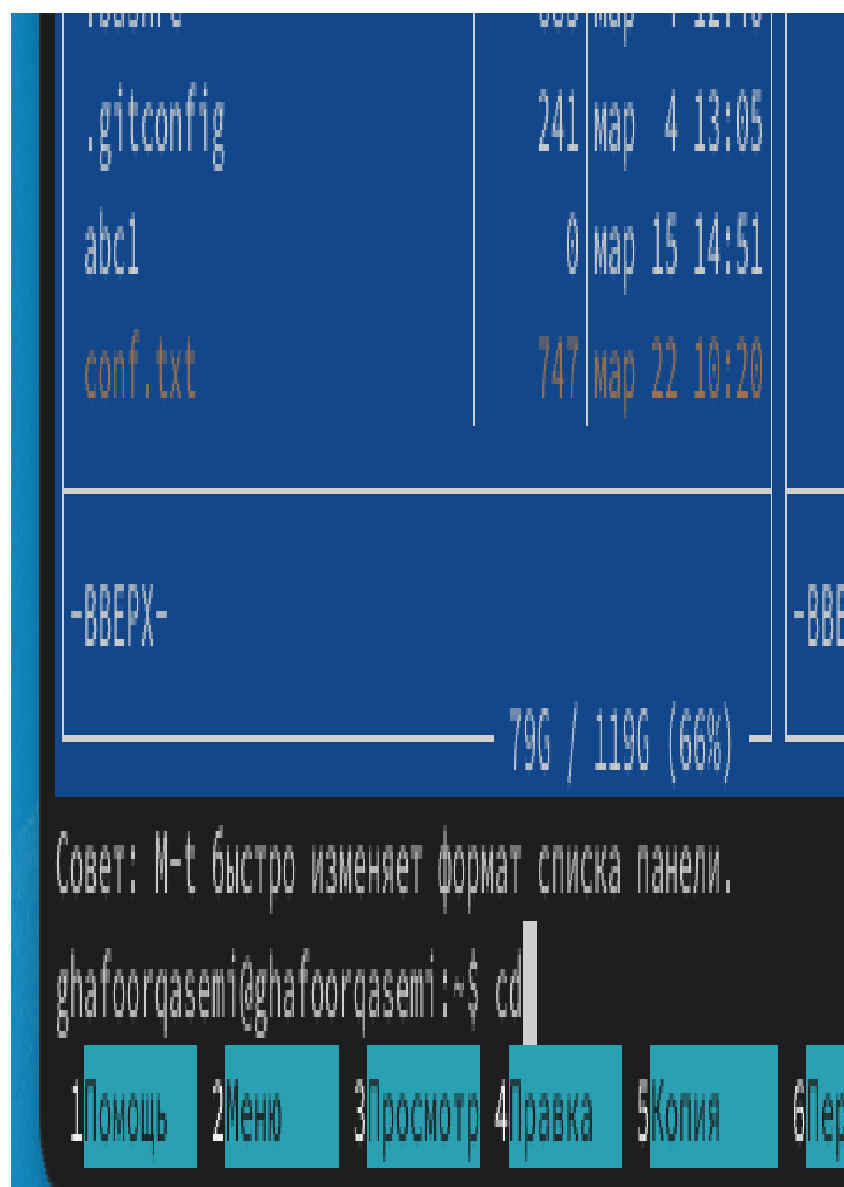 .gitconfig 241 мар 4 13:05
abc1 0 мар 15 14:51
conf.txt 747 мар 22 10:20
-ВВЕРХ-
79G / 119G (66%)
Совет: M-t быстро изменяет формат списка панели.
ghafoorqasemi@ghafoorqasemi:~$ cd
1Помощь 2Меню 3Просмотр 4Правка 5Копия 6